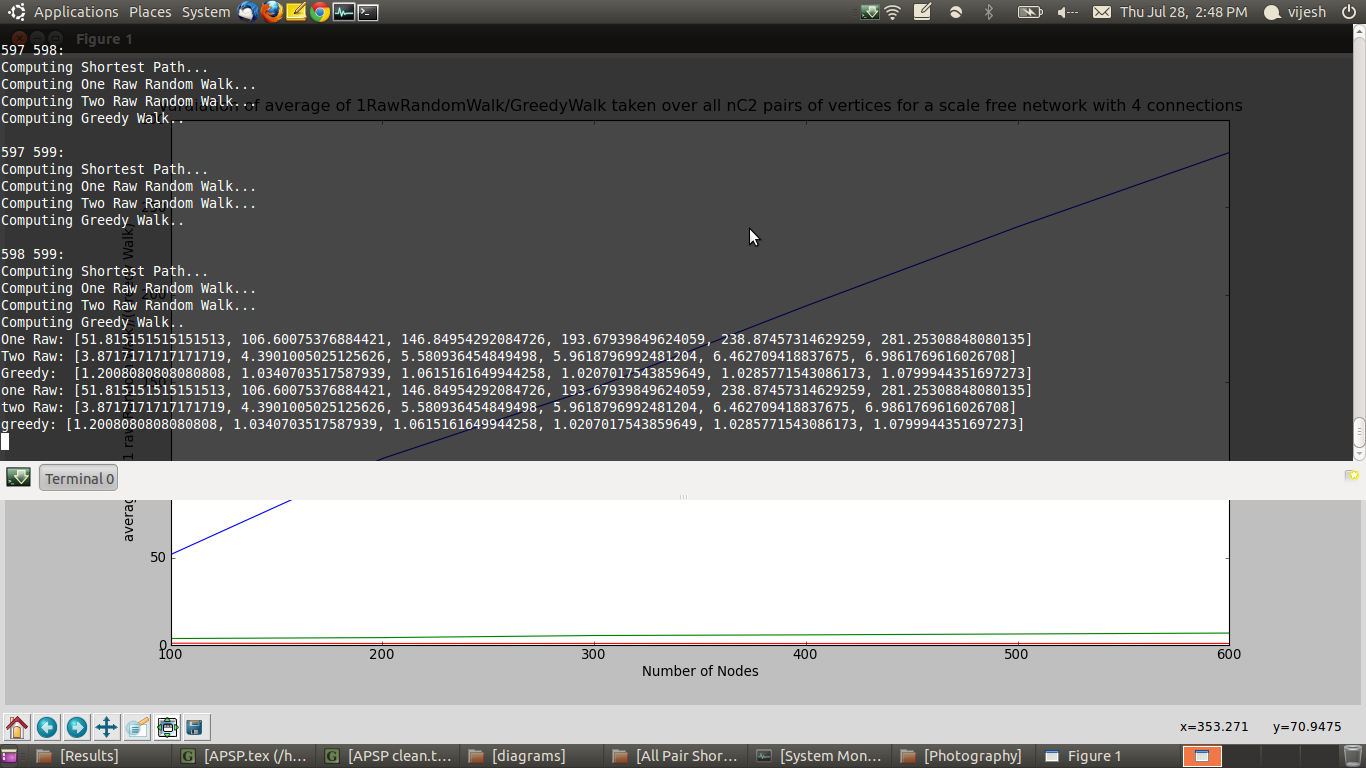 Applications Places System
Thu Jul 28, 2:48 PM
vijesh
Figure 1
597 598:
Computing Shortest Path...
Computing One Raw Random Walk...
Computing Two Raw Random Walk...
Computing Greedy Walk..
of average of 1RawRandomWalk/GreedyWalk taken over all nC2 pairs of vertices for a scale free network with 4 connections
597 599:
Computing Shortest Path...
Computing One Raw Random Walk...
Computing Two Raw Random Walk...
Computing Greedy Walk..
598 599:
Computing Shortest Path...
Computing One Raw Random Walk...
Computing Two Raw Random Walk...
Computing Greedy Walk..
One Raw: [51.815151515151513, 106.60075376884421, 146.84954292084726, 193.67939849624059, 238.87457314629259, 281.25308848080135]
Two Raw: [3.8717171717171719, 4.3901005025125626, 5.580936454849498, 5.9618796992481204, 6.462709418837675, 6.9861769616026708]
Greedy:  [1.2008080808080808, 1.0340703517587939, 1.0615161649944258, 1.0207017543859649, 1.0285771543086173, 1.0799944351697273]
one Raw: [51.815151515151513, 106.60075376884421, 146.84954292084726, 193.67939849624059, 238.87457314629259, 281.25308848080135]
two Raw: [3.8717171717171719, 4.3901005025125626, 5.580936454849498, 5.9618796992481204, 6.462709418837675, 6.9861769616026708]
greedy: [1.2008080808080808, 1.0340703517587939, 1.0615161649944258, 1.0207017543859649, 1.0285771543086173, 1.0799944351697273]
Terminal 0
50
0
100 200 300 400 500 600
Number of Nodes
x=353.271 y=70.9475
[Results]
[APSP.tex (/h...
[APSP clean.t...
[diagrams]
[All Pair Shor...
[System Mon...
[Photography]
Figure 1